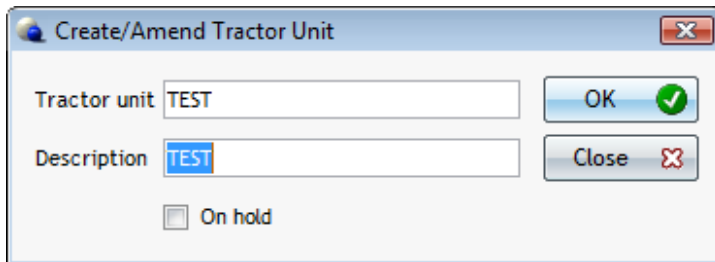 Create/Amend Tractor Unit
Tractor unit TEST OK
Description TEST Close
On hold